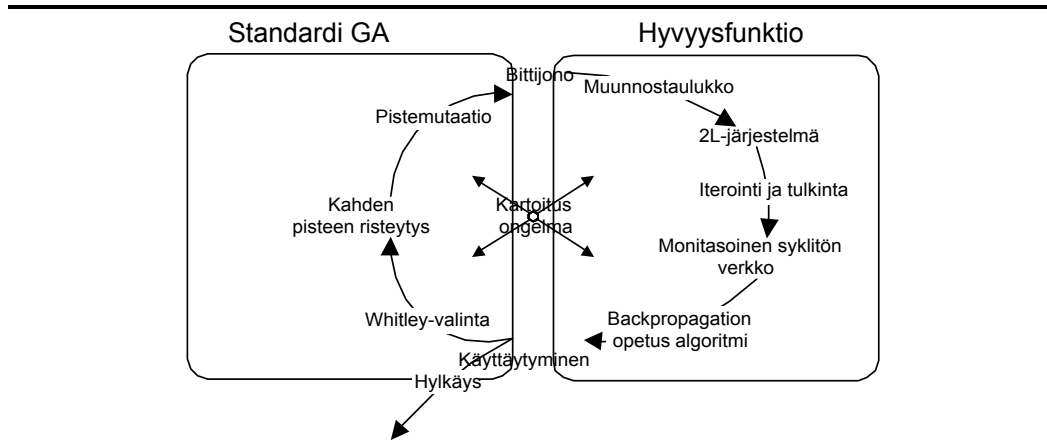 Standardi GA
Hyvyysfunktio
Bittijono
Muunnostaulukko
Pistemutaatio
2L-järjestelmä
Iterointi ja tulkinta
Kahden
pisteen risteytys
Kartoitus
ongelma
Monitasoinen syklitön
verkko
Whitley-valinta
Backpropagation
opetus algoritmi
Käyttäytyminen
Hylkäys